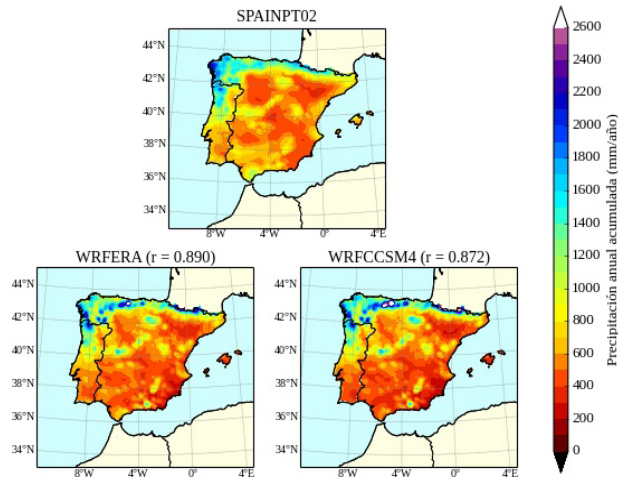 SPAINPT02
44°N
42°N
40°N
38°N
36°N
34°N
8°W 4°W 0° 4°E
WRFERA (r = 0.890)
44°N
42°N
40°N
38°N
36°N
34°N
8°W 4°W 0° 4°E
WRFCCSM4 (r = 0.872)
44°N
42°N
40°N
38°N
36°N
34°N
8°W 4°W 0° 4°E
2600
2400
2200
2000
1800
1600
1400
1200
1000
800
600
400
200
0
Precipitación anual acumulada (mm/año)